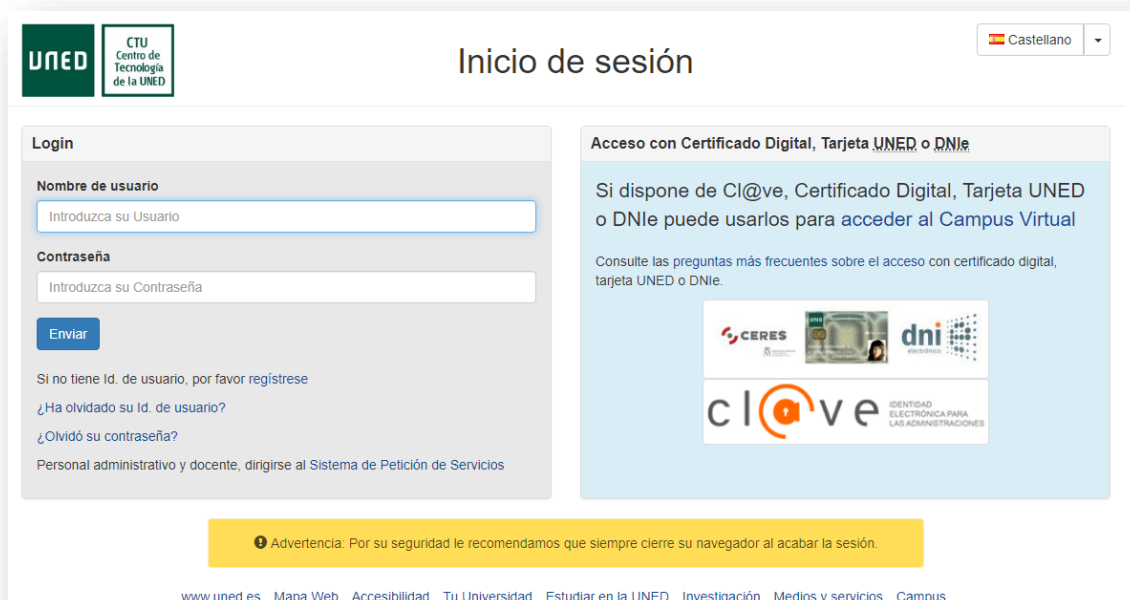 UNED
CTU
Centro de
Tecnología
de la UNED
Inicio de sesión
Castellano
Login
Nombre de usuario
Introduzca su Usuario
Contraseña
Introduzca su Contraseña
Enviar
Si no tiene Id. de usuario, por favor regístrese
¿Ha olvidado su Id. de usuario?
¿Olvidó su contraseña?
Personal administrativo y docente, dirigirse al Sistema de Petición de Servicios
Acceso con Certificado Digital, Tarjeta UNED o DNIe
Si dispone de Cl@ve, Certificado Digital, Tarjeta UNED
o DNIe puede usarlos para acceder al Campus Virtual
Consulte las preguntas más frecuentes sobre el acceso con certificado digital,
tarjeta UNED o DNIe.
CERES
UNED
dni
electrónico
cl@ve
IDENTIDAD
ELECTRÓNICA PARA
LAS ADMINISTRACIONES
Advertencia: Por su seguridad le recomendamos que siempre cierre su navegador al acabar la sesión.
www.uned.es Mapa Web Accesibilidad Tu Universidad Estudiar en la UNED Investigación Medios y servicios Campus